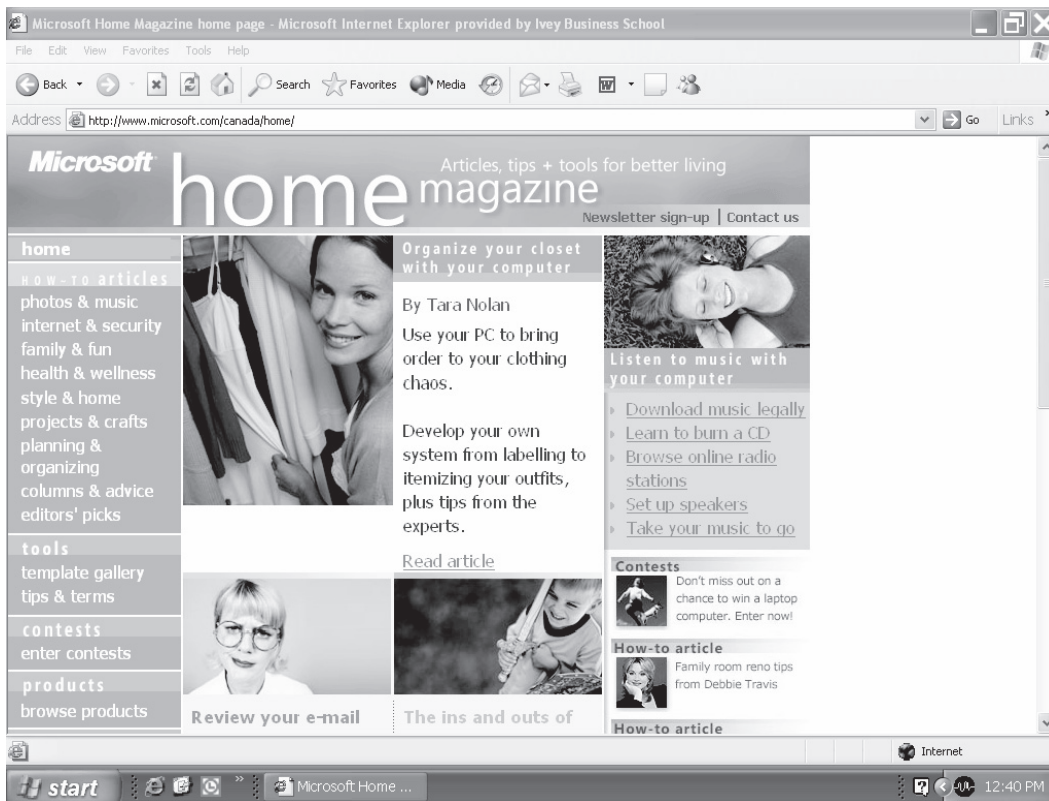 Microsoft Home Magazine home page - Microsoft Internet Explorer provided by Ivey Business School
File Edit View Favorites Tools Help
Back Search Favorites Media
Address http://www.microsoft.com/canada/home/ Go Links
Microsoft
home magazine
Articles, tips + tools for better living
Newsletter sign-up | Contact us
home
HOW-TO articles
photos & music
internet & security
family & fun
health & wellness
style & home
projects & crafts
planning &
organizing
columns & advice
editors' picks
tools
template gallery
tips & terms
contests
enter contests
products
browse products
Organize your closet
with your computer
By Tara Nolan
Use your PC to bring
order to your clothing
chaos.
Develop your own
system from labelling to
itemizing your outfits,
plus tips from the
experts.
Read article
Review your e-mail
The ins and outs of
Listen to music with
your computer
Download music legally
Learn to burn a CD
Browse online radio
stations
Set up speakers
Take your music to go
Contests
Don't miss out on a
chance to win a laptop
computer. Enter now!
How-to article
Family room reno tips
from Debbie Travis
How-to article
Internet
start Microsoft Home ... 12:40 PM